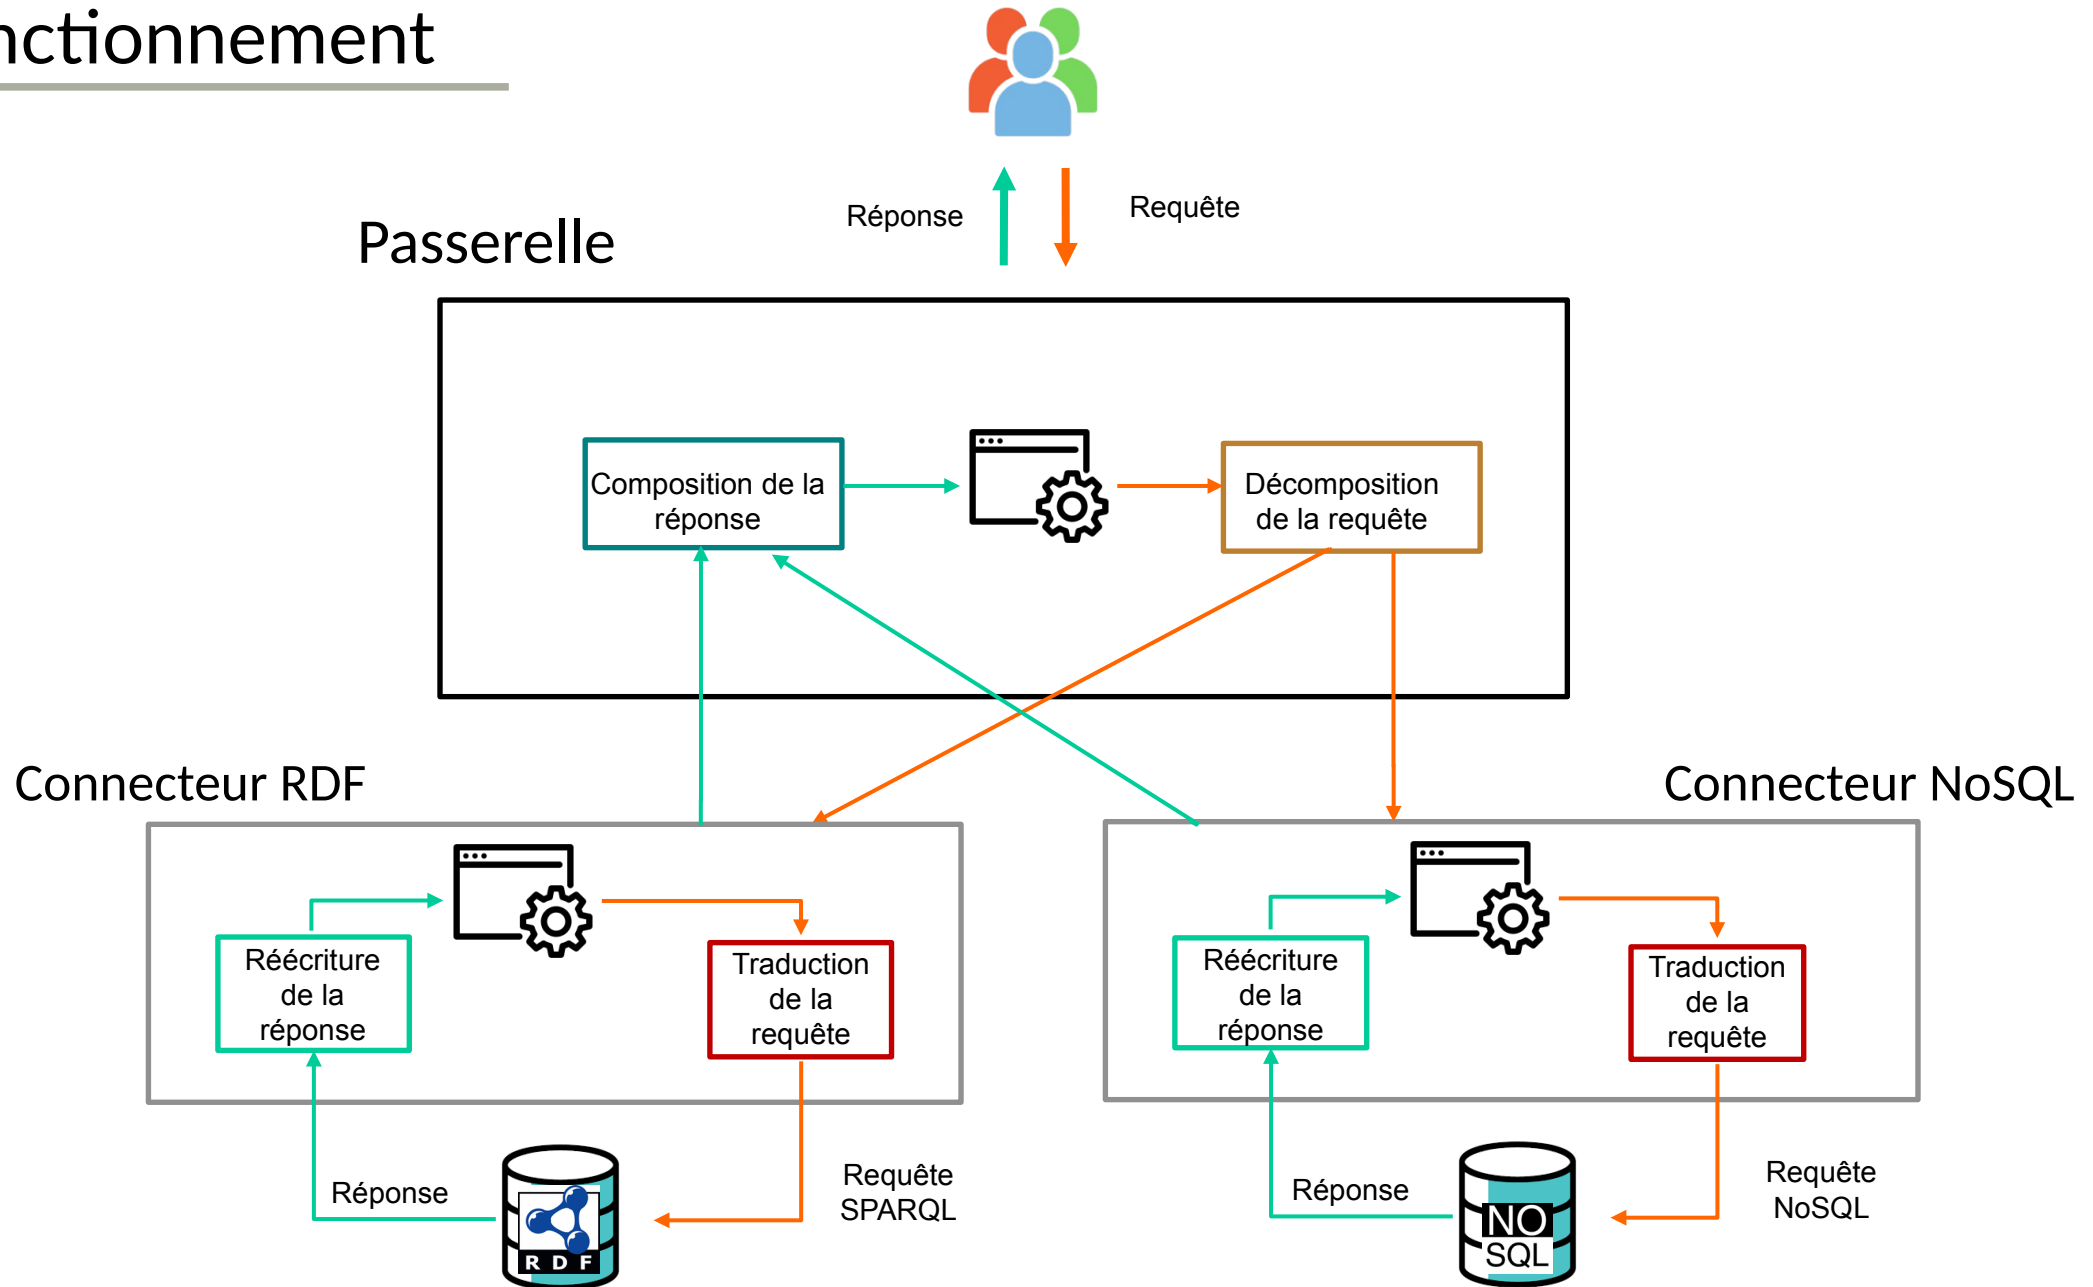 nctionnement
Réponse
Requête
Passerelle
Composition de la
réponse
Décomposition
de la requête
Connecteur RDF
Connecteur NoSQL
Réécriture
de la
réponse
Traduction
de la
requête
Réécriture
de la
réponse
Traduction
de la
requête
Réponse
Requête
SPARQL
RDF
Réponse
Requête
NoSQL
NO
SQL